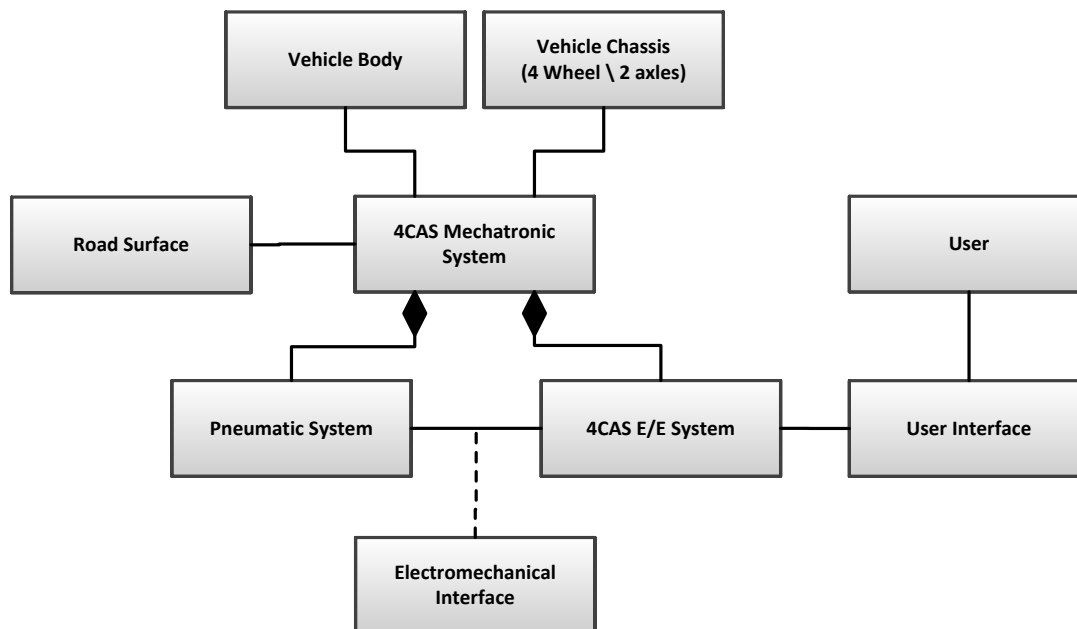 Vehicle Body
Vehicle Chassis
(4 Wheel \ 2 axles)
Road Surface
4CAS Mechatronic
System
User
Pneumatic System
4CAS E/E System
User Interface
Electromechanical
Interface